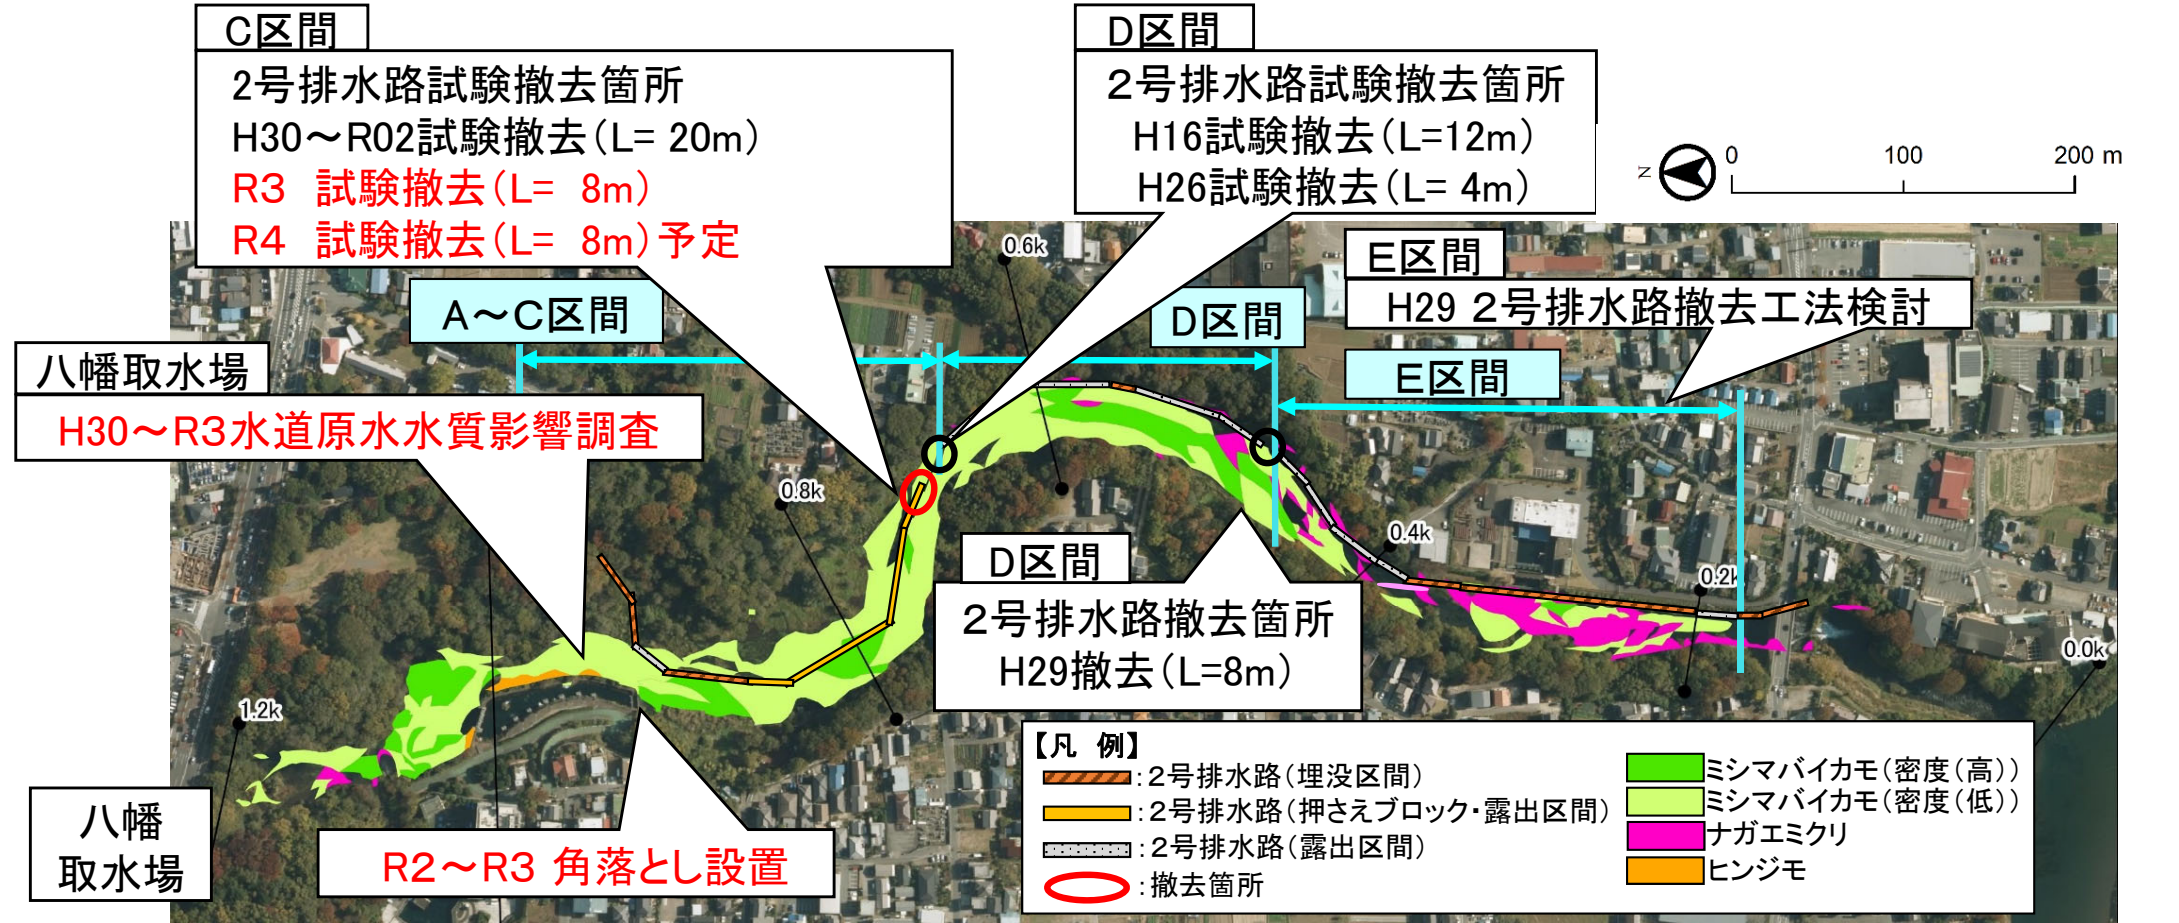 C区間
2号排水路試験撤去箇所
H30～R02試験撤去（L= 20m）
R3 試験撤去（L= 8m）
R4 試験撤去（L= 8m）予定
D区間
2号排水路試験撤去箇所
H16試験撤去（L=12m）
H26試験撤去（L= 4m）
N
0 100 200 m
E区間
H29 2号排水路撤去工法検討
A～C区間
D区間
E区間
八幡取水場
H30～R3水道原水水質影響調査
0.6k
0.8k
0.4k
0.2k
0.0k
1.2k
D区間
2号排水路撤去箇所
H29撤去（L=8m）
八幡
取水場
R2～R3 角落とし設置
【凡 例】
：2号排水路（埋没区間）
：2号排水路（押さえブロック・露出区間）
：2号排水路（露出区間）
：撤去箇所
ミシマバイカモ（密度（高））
ミシマバイカモ（密度（低））
ナガエミクリ
ヒンジモ